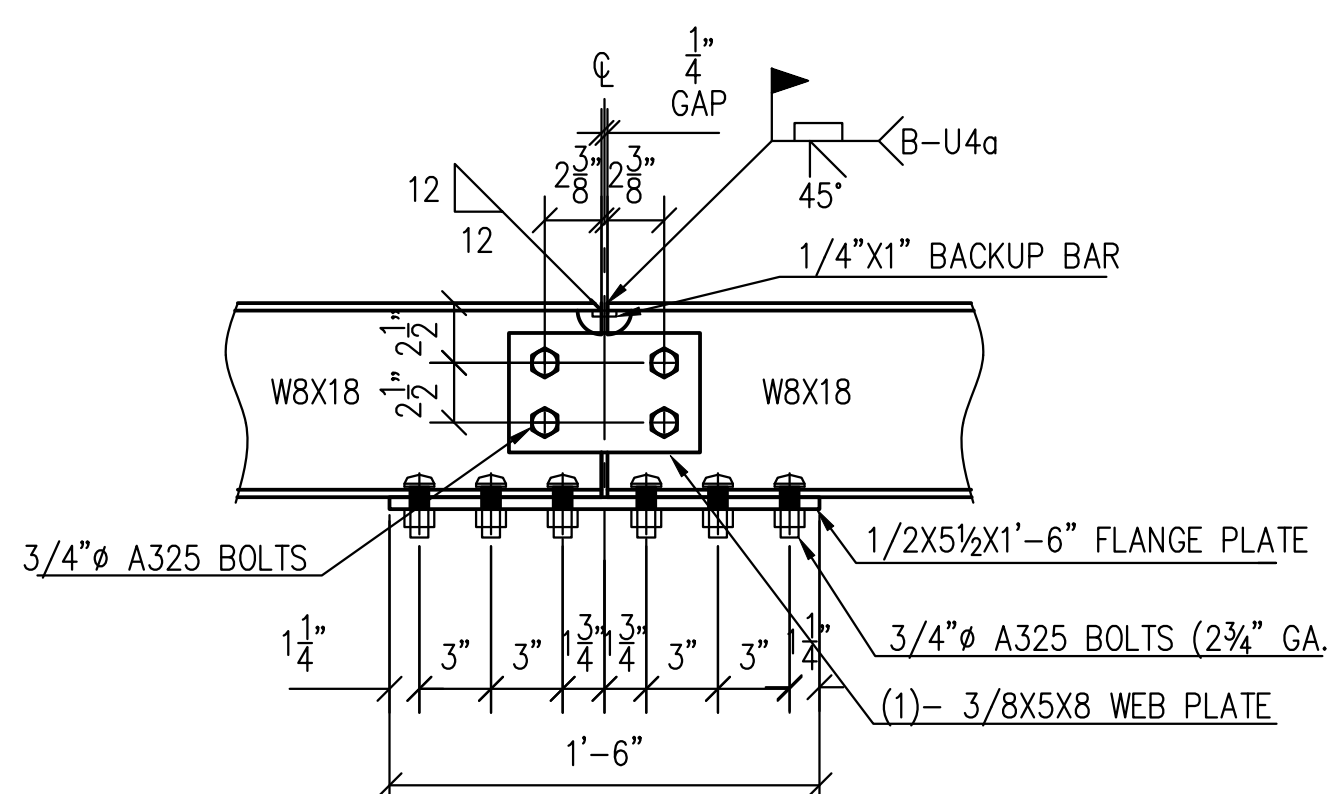 ℄
1/4"
GAP
B-U4a
45°
2 3/8" 2 3/8"
12
12
1/4"X1" BACKUP BAR
2 1/2"
2 1/2"
W8X18
W8X18
3/4"ø A325 BOLTS
1/2X5½X1'-6" FLANGE PLATE
3/4"ø A325 BOLTS (2¾" GA.
(1)- 3/8X5X8 WEB PLATE
1 1/4" 3" 3" 1 3/4" 1 3/4" 3" 3" 1 1/4"
1'-6"